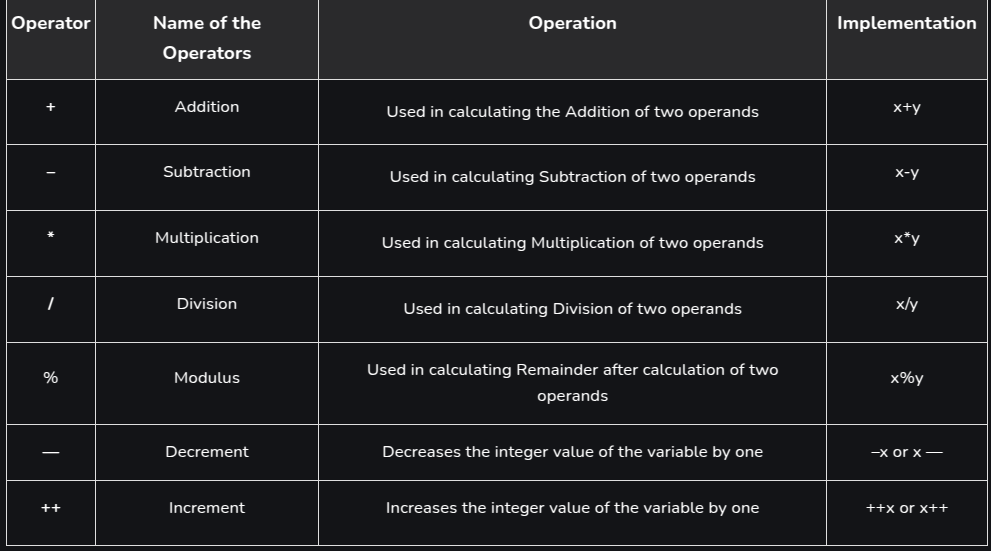 Operator Name of the Operators Operation Implementation
+ Addition Used in calculating the Addition of two operands x+y
– Subtraction Used in calculating Subtraction of two operands x-y
* Multiplication Used in calculating Multiplication of two operands x*y
/ Division Used in calculating Division of two operands x/y
% Modulus Used in calculating Remainder after calculation of two operands x%y
— Decrement Decreases the integer value of the variable by one –x or x —
++ Increment Increases the integer value of the variable by one ++x or x++